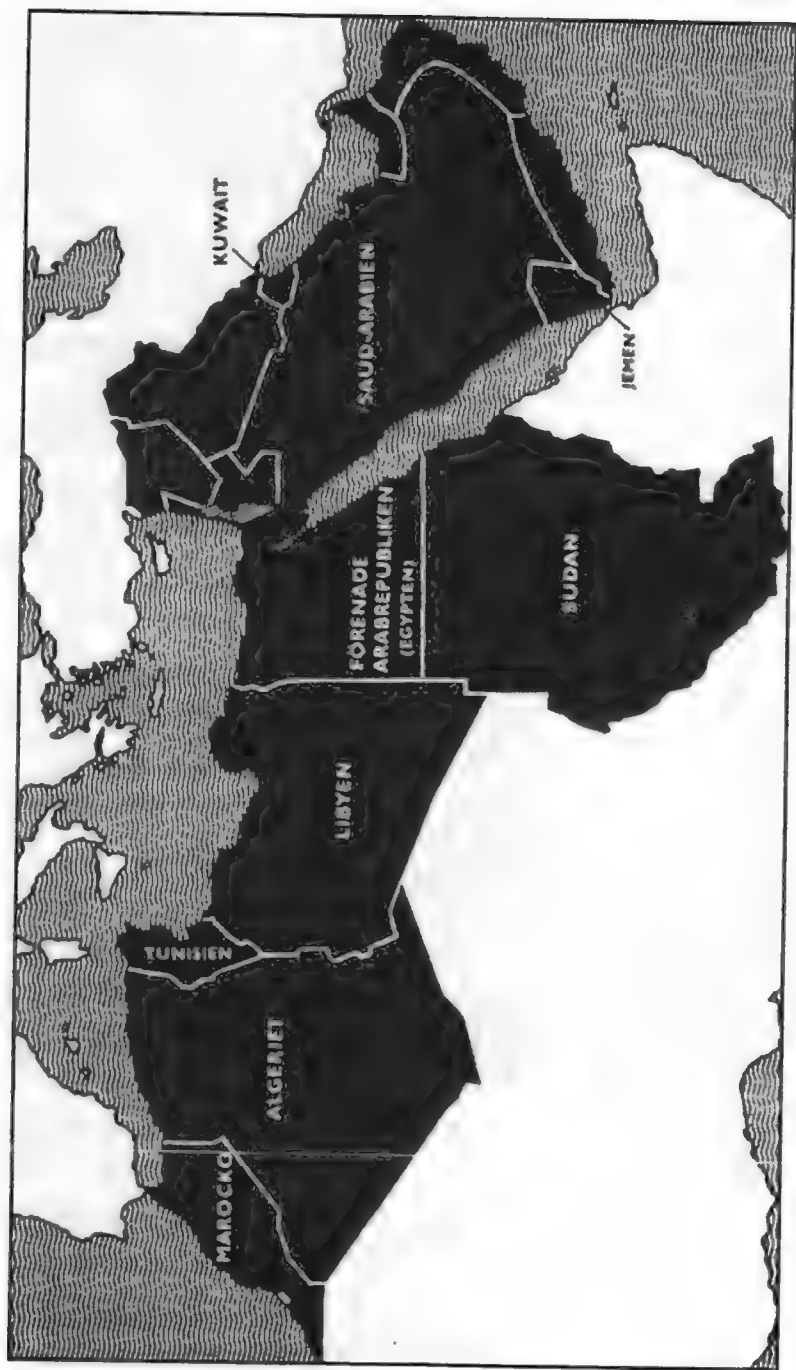 MAROCKO
ALGERIET
TUNISIEN
LIBYEN
FÖRENADE
ARABREPUBLIKEN
(EGYPTEN)
SUDAN
SAUD-ARABIEN
KUWAIT
JEMEN